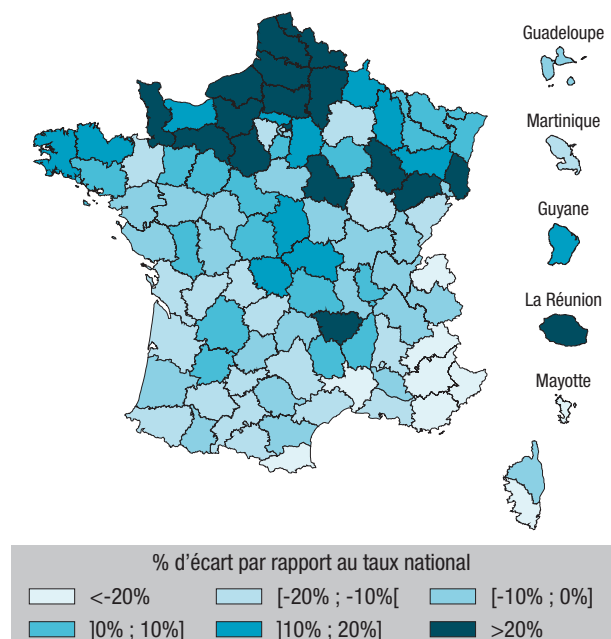 Guadeloupe
Martinique
Guyane
La Réunion
Mayotte
% d'écart par rapport au taux national
<-20% [-20% ; -10%[ [-10% ; 0%]
]0% ; 10%] ]10% ; 20%] >20%